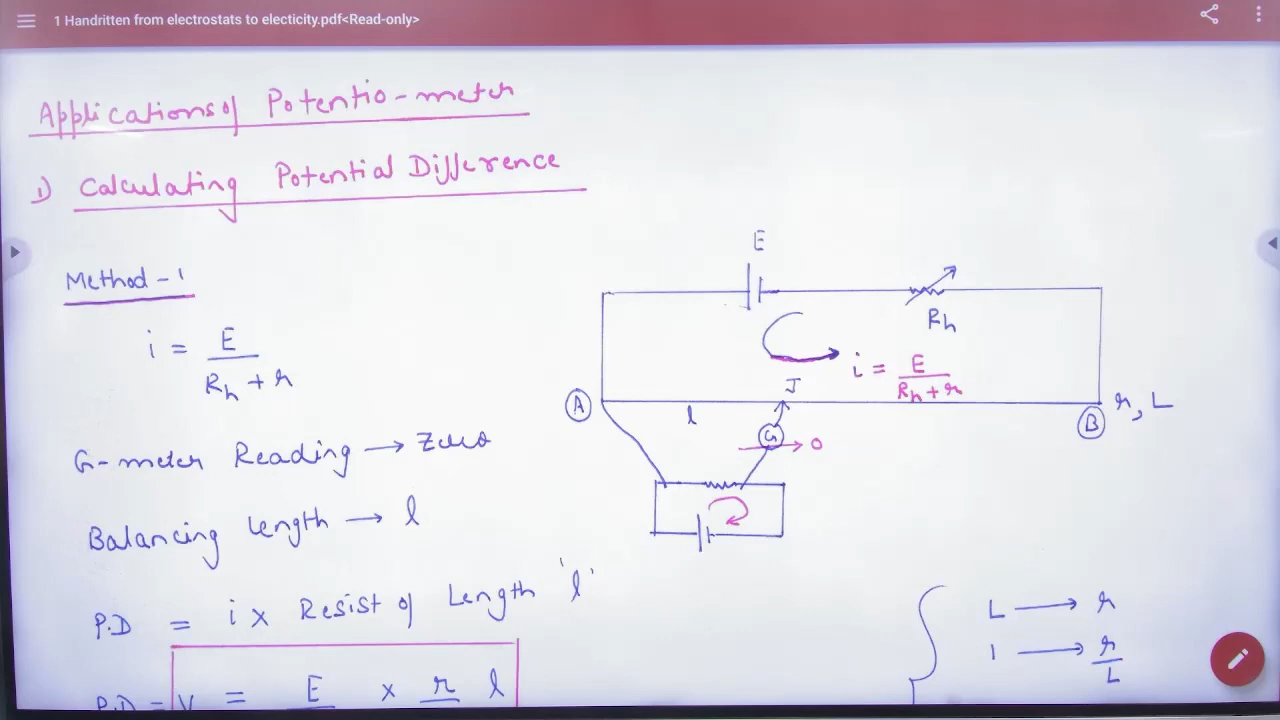 1 Handritten from electrostats to electicity.pdf<Read-only>
Applications of Potentio-meter
1) Calculating Potential Difference
Method - 1
i = E / (Rh + r)
G-meter Reading → Zero
Balancing Length → l
P.D = i x Resist of Length 'l'
P.D = V = E x r l
E
Rh
i = E / (Rh + r)
J
A
l
B
r, L
G
0
L → r
1 → r / L